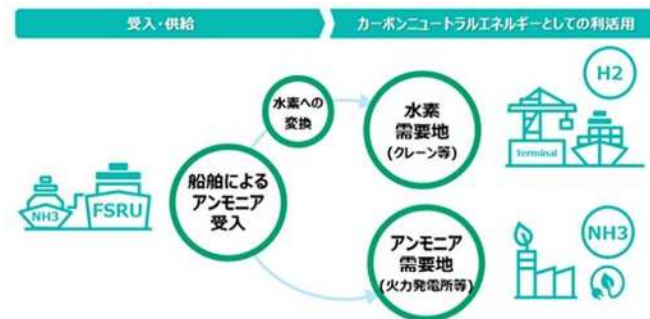 受入・供給
カーボンニュートラルエネルギーとしての利活用
水素への
変換
船舶による
アンモニア
受入
NH3
FSRU
水素
需要地
(クレーン等)
H2
Terminal
アンモニア
需要地
(火力発電所等)
NH3